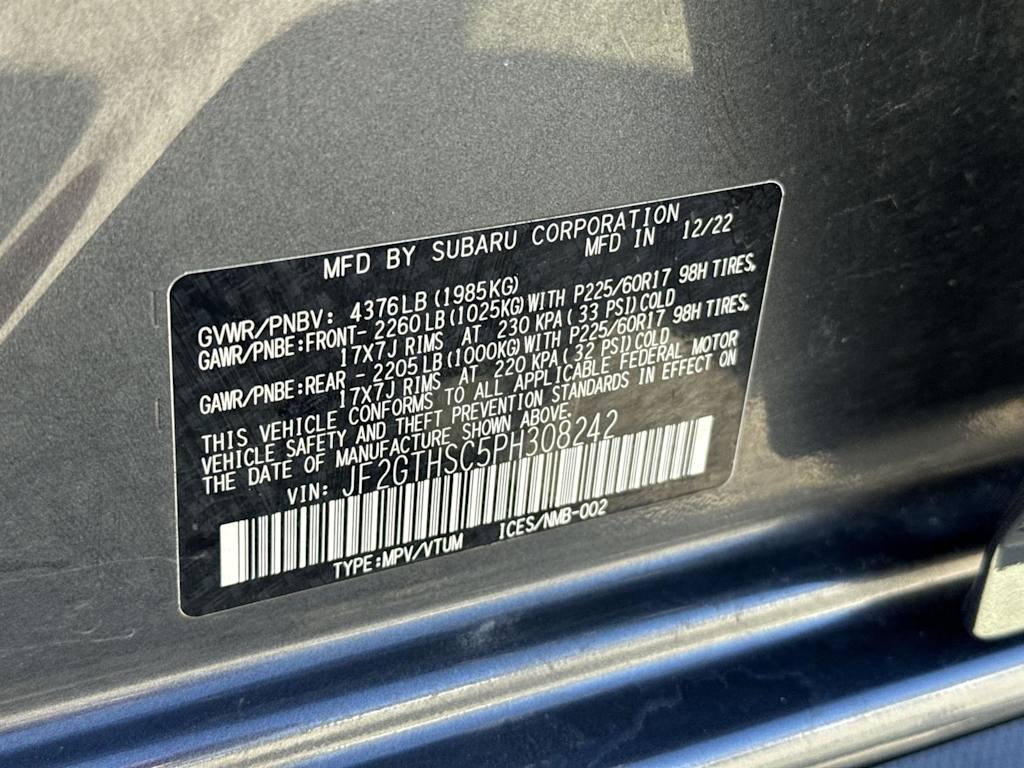 MFD BY SUBARU CORPORATION
MFD IN 12/22
GVWR/PNBV: 4376LB(1985KG)
GAWR/PNBE:FRONT- 2260LB(1025KG)WITH P225/60R17 98H TIRES,
17X7J RIMS AT 230 KPA( 33 PSI)COLD
GAWR/PNBE:REAR - 2205LB(1000KG)WITH P225/60R17 98H TIRES,
17X7J RIMS AT 220 KPA( 32 PSI)COLD
THIS VEHICLE CONFORMS TO ALL APPLICABLE FEDERAL MOTOR
VEHICLE SAFETY AND THEFT PREVENTION STANDARDS IN EFFECT ON
THE DATE OF MANUFACTURE SHOWN ABOVE.
VIN: JF2GTHSC5PH308242
TYPE:MPV/VTUM ICES/NMB-002